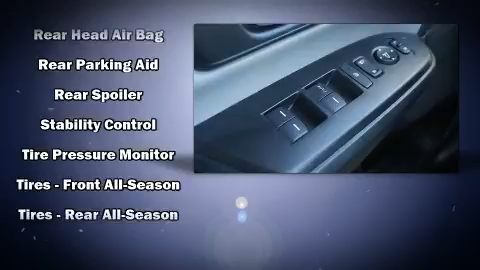 Rear Head Air Bag
Rear Parking Aid
Rear Spoiler
Stability Control
Tire Pressure Monitor
Tires - Front All-Season
Tires - Rear All-Season